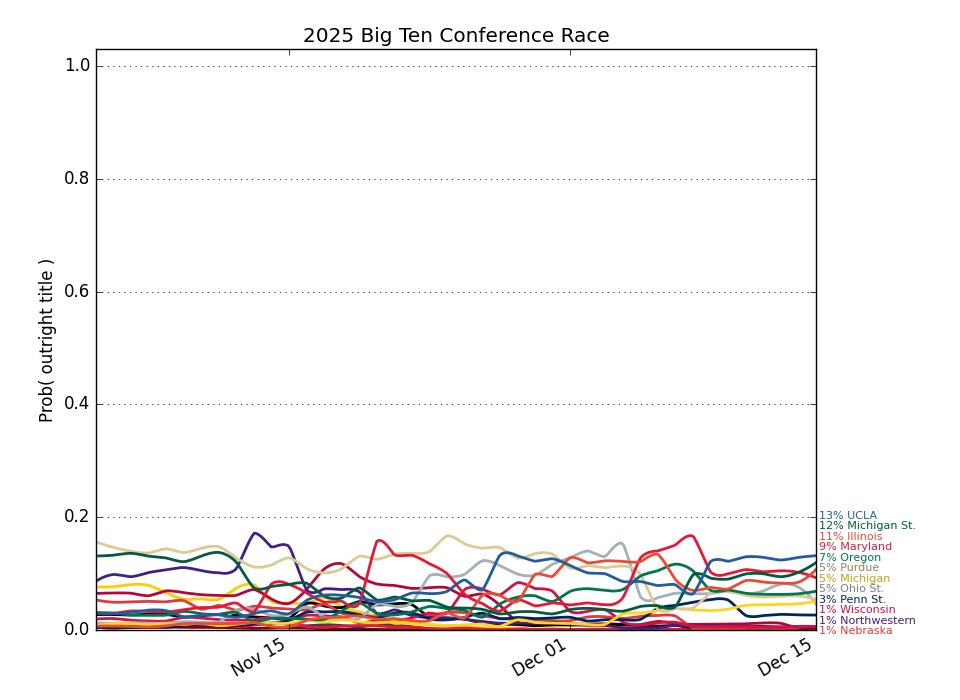 2025 Big Ten Conference Race
Prob( outright title )
1.0
0.8
0.6
0.4
0.2
0.0
Nov 15
Dec 01
Dec 15
13% UCLA
12% Michigan St.
11% Illinois
9% Maryland
7% Oregon
5% Purdue
5% Michigan
5% Ohio St.
3% Penn St.
1% Wisconsin
1% Northwestern
1% Nebraska